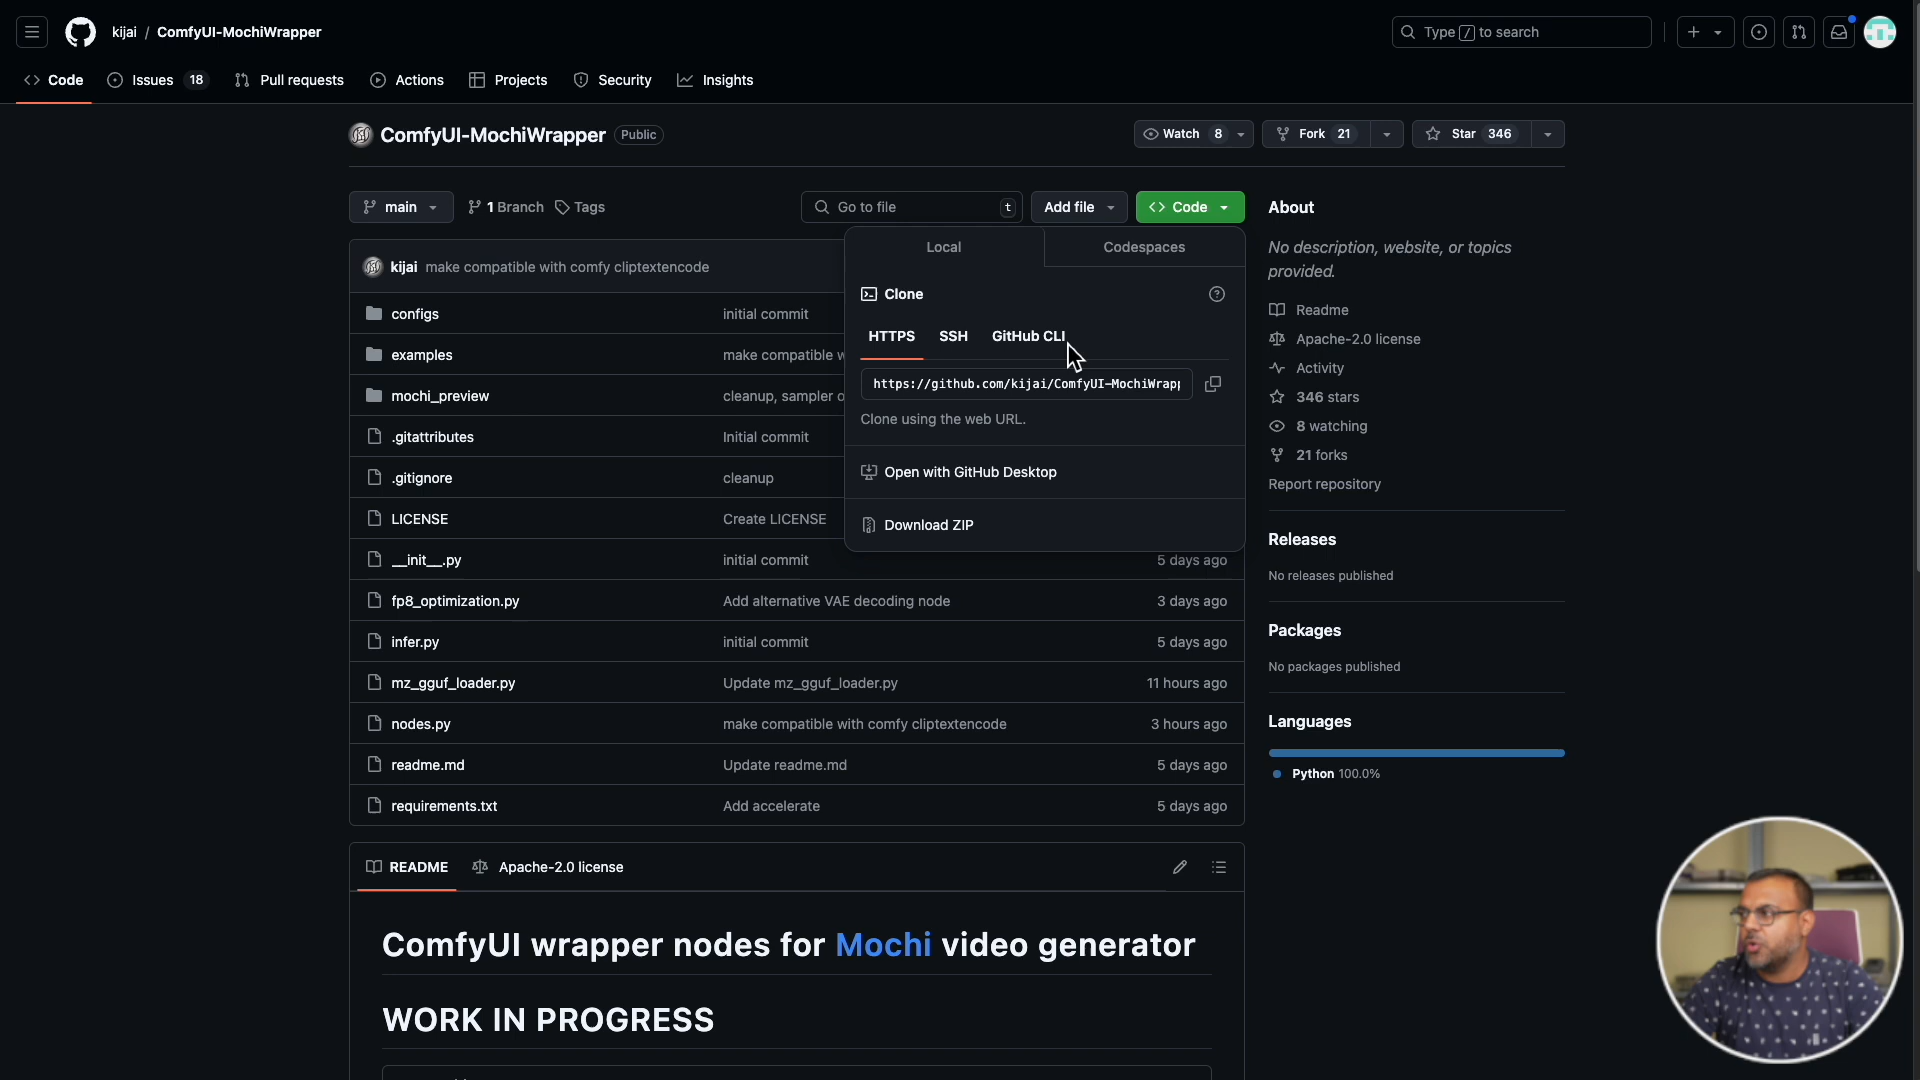 kijai / ComfyUI-MochiWrapper
Type / to search
Code
Issues 18
Pull requests
Actions
Projects
Security
Insights
ComfyUI-MochiWrapper Public
Watch 8
Fork 21
Star 346
main
1 Branch
Tags
Go to file t
Add file
Code
Local
Codespaces
Clone
HTTPS SSH GitHub CLI
https://github.com/kijai/ComfyUI-MochiWrapp
Clone using the web URL.
Open with GitHub Desktop
Download ZIP
kijai make compatible with comfy cliptextencode
configs initial commit
examples make compatible w
mochi_preview cleanup, sampler o
.gitattributes Initial commit
.gitignore cleanup
LICENSE Create LICENSE
__init__.py initial commit 5 days ago
fp8_optimization.py Add alternative VAE decoding node 3 days ago
infer.py initial commit 5 days ago
mz_gguf_loader.py Update mz_gguf_loader.py 11 hours ago
nodes.py make compatible with comfy cliptextencode 3 hours ago
readme.md Update readme.md 5 days ago
requirements.txt Add accelerate 5 days ago
README
Apache-2.0 license
ComfyUI wrapper nodes for Mochi video generator
WORK IN PROGRESS
About
No description, website, or topics
provided.
Readme
Apache-2.0 license
Activity
346 stars
8 watching
21 forks
Report repository
Releases
No releases published
Packages
No packages published
Languages
Python 100.0%